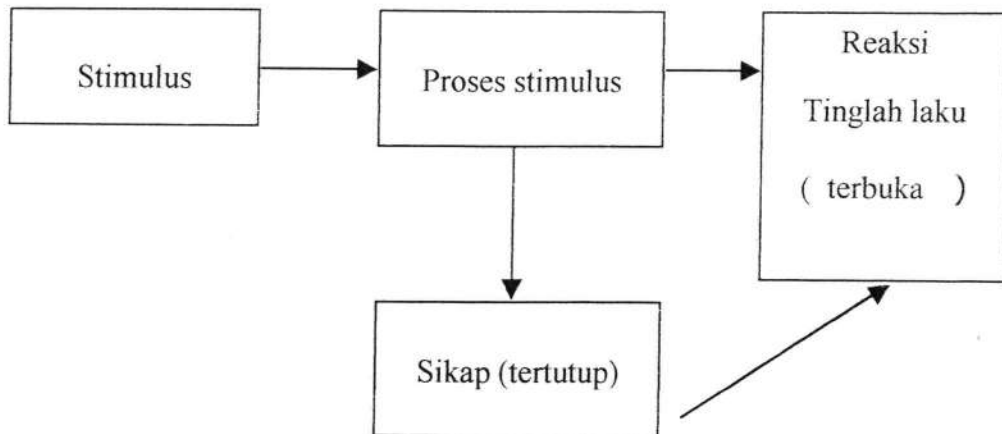 Stimulus
Proses stimulus
Reaksi
Tinglah laku
( terbuka )
Sikap (tertutup)